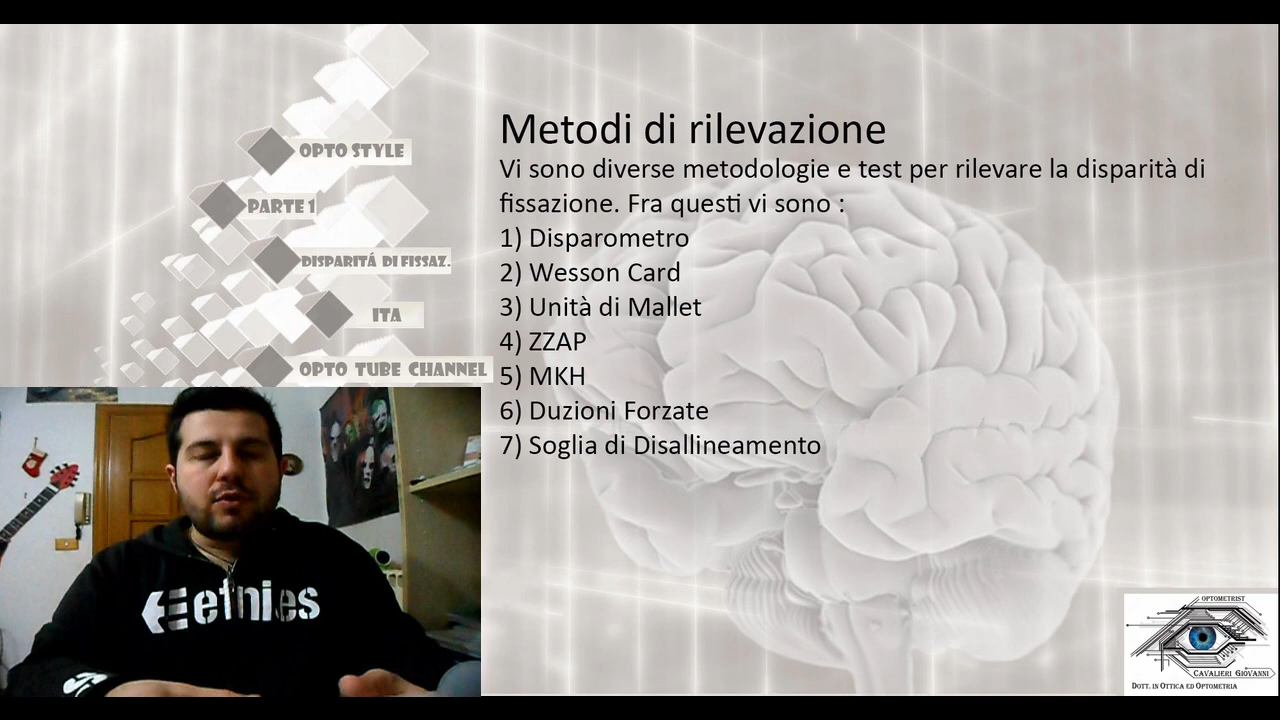 OPTO STYLE
PARTE 1
DISPARITÁ DI FISSAZ.
ITA
OPTO TUBE CHANNEL
Metodi di rilevazione
Vi sono diverse metodologie e test per rilevare la disparità di
fissazione. Fra questi vi sono :
1) Disparometro
2) Wesson Card
3) Unità di Mallet
4) ZZAP
5) MKH
6) Duzioni Forzate
7) Soglia di Disallineamento
etnies
OPTOMETRIST
CAVALIERI GIOVANNI
DOTT. IN OTTICA ED OPTOMETRIA